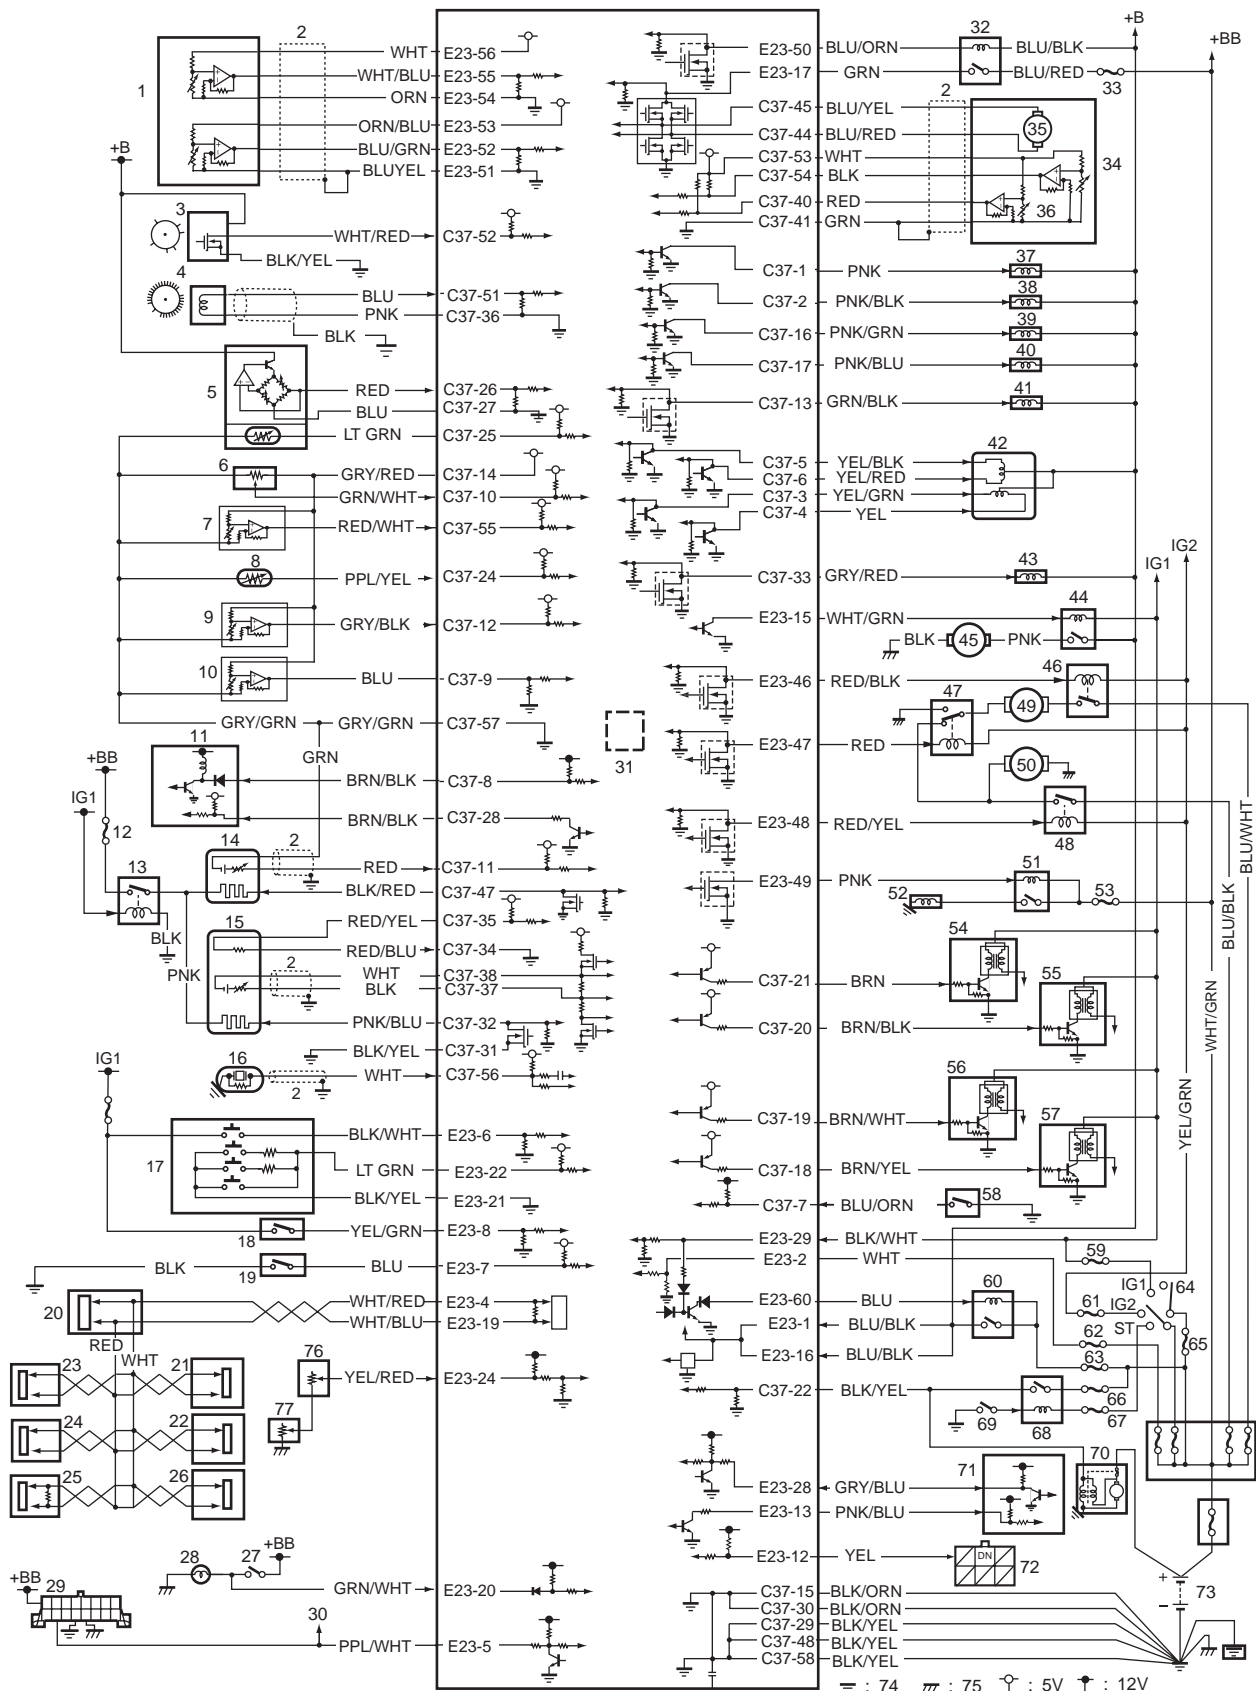 2
WHT E23-56
WHT/BLU E23-55
1
ORN E23-54
ORN/BLU E23-53
BLU/GRN E23-52
+B
BLUYEL E23-51
3
WHT/RED C37-52
BLK/YEL
4
BLU C37-51
PNK C37-36
BLK
5
RED C37-26
BLU C37-27
LT GRN C37-25
6
GRY/RED C37-14
GRN/WHT C37-10
7
RED/WHT C37-55
8
PPL/YEL C37-24
9
GRY/BLK C37-12
10
BLU C37-9
GRY/GRN GRY/GRN C37-57
11
GRN
+BB
BRN/BLK C37-8
IG1
12
BRN/BLK C37-28
14
2
13
RED C37-11
BLK/RED C37-47
15
RED/YEL C37-35
BLK
RED/BLU C37-34
PNK
2
WHT C37-38
BLK C37-37
PNK/BLU C37-32
BLK/YEL C37-31
IG1
16
WHT C37-56
2
BLK/WHT E23-6
17
LT GRN E23-22
BLK/YEL E23-21
18
YEL/GRN E23-8
19
BLK BLU E23-7
20
WHT/RED E23-4
WHT/BLU E23-19
RED
WHT
23
21
76
YEL/RED E23-24
24
22
77
25
26
28
27
+BB
+BB
29
GRN/WHT E23-20
30
PPL/WHT E23-5
31
+B
+BB
32
E23-50 BLU/ORN BLU/BLK
E23-17 GRN BLU/RED
33
2
C37-45 BLU/YEL
35
C37-44 BLU/RED
C37-53 WHT
34
C37-54 BLK
C37-40 RED
36
C37-41 GRN
37
C37-1 PNK
38
C37-2 PNK/BLK
39
C37-16 PNK/GRN
40
C37-17 PNK/BLU
41
C37-13 GRN/BLK
42
C37-5 YEL/BLK
C37-6 YEL/RED
C37-3 YEL/GRN
C37-4 YEL
IG2
IG1
43
C37-33 GRY/RED
44
E23-15 WHT/GRN
BLK 45 PNK
46
E23-46 RED/BLK
47
49
E23-47 RED
50
E23-48 RED/YEL
48
BLU/WHT
51
E23-49 PNK
52
53
BLU/BLK
54
C37-21 BRN
55
C37-20 BRN/BLK
WHT/GRN
56
C37-19 BRN/WHT
57
YEL/GRN
C37-18 BRN/YEL
58
C37-7 BLU/ORN
E23-29 BLK/WHT
59
E23-2 WHT
IG1
64
60
61
IG2
E23-60 BLU
E23-1 BLU/BLK
ST
62
65
E23-16 BLU/BLK
63
C37-22 BLK/YEL
66
69
68
67
70
71
E23-28 GRY/BLU
E23-13 PNK/BLU
E23-12 YEL
DN
72
+
73
−
C37-15 BLK/ORN
C37-30 BLK/ORN
C37-29 BLK/YEL
C37-48 BLK/YEL
C37-58 BLK/YEL
: 74 : 75 : 5V : 12V